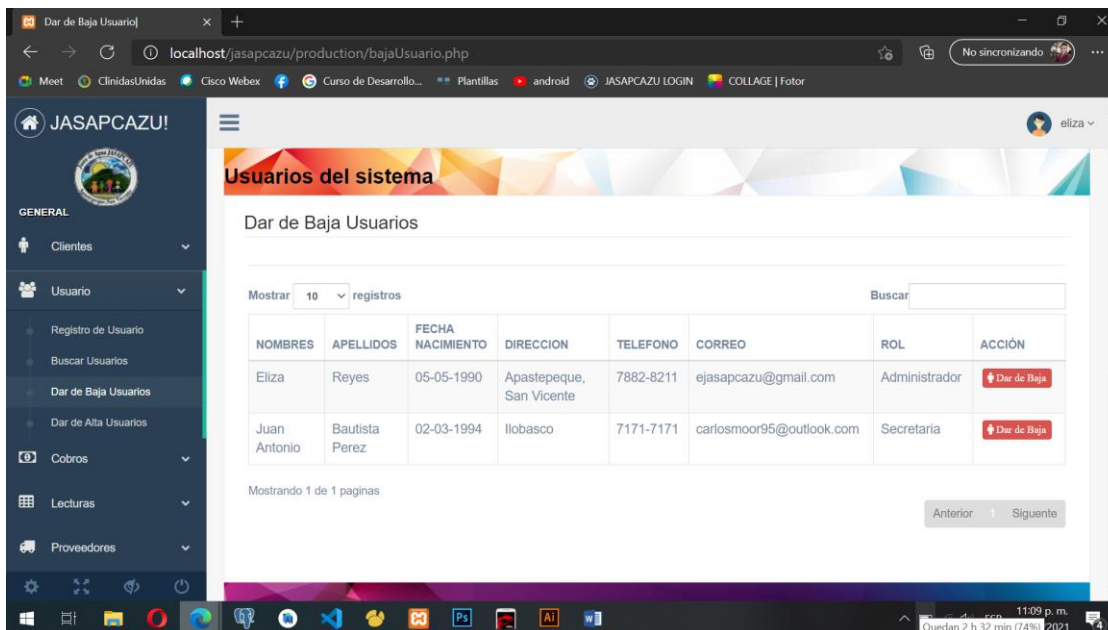 Dar de Baja Usuario|
localhost/jasapcazu/production/bajaUsuario.php
No sincronizando
Meet ClinidasUnidas Cisco Webex Curso de Desarrollo... Plantillas android JASAPCAZU LOGIN COLLAGE | Fotor
JASAPCAZU!
eliza
Usuarios del sistema
GENERAL
Clientes
Usuario
Registro de Usuario
Buscar Usuarios
Dar de Baja Usuarios
Dar de Alta Usuarios
Cobros
Lecturas
Proveedores
Dar de Baja Usuarios
Mostrar 10 registros
Buscar
NOMBRES APELLIDOS FECHA NACIMIENTO DIRECCION TELEFONO CORREO ROL ACCIÓN
Eliza Reyes 05-05-1990 Apastepeque, San Vicente 7882-8211 ejasapcazu@gmail.com Administrador Dar de Baja
Juan Antonio Bautista Perez 02-03-1994 Ilobasco 7171-7171 carlosmoor95@outlook.com Secretaria Dar de Baja
Mostrando 1 de 1 paginas
Anterior 1 Siguente
11:09 p. m.
Quedan 2 h 32 min (74%)
/2021